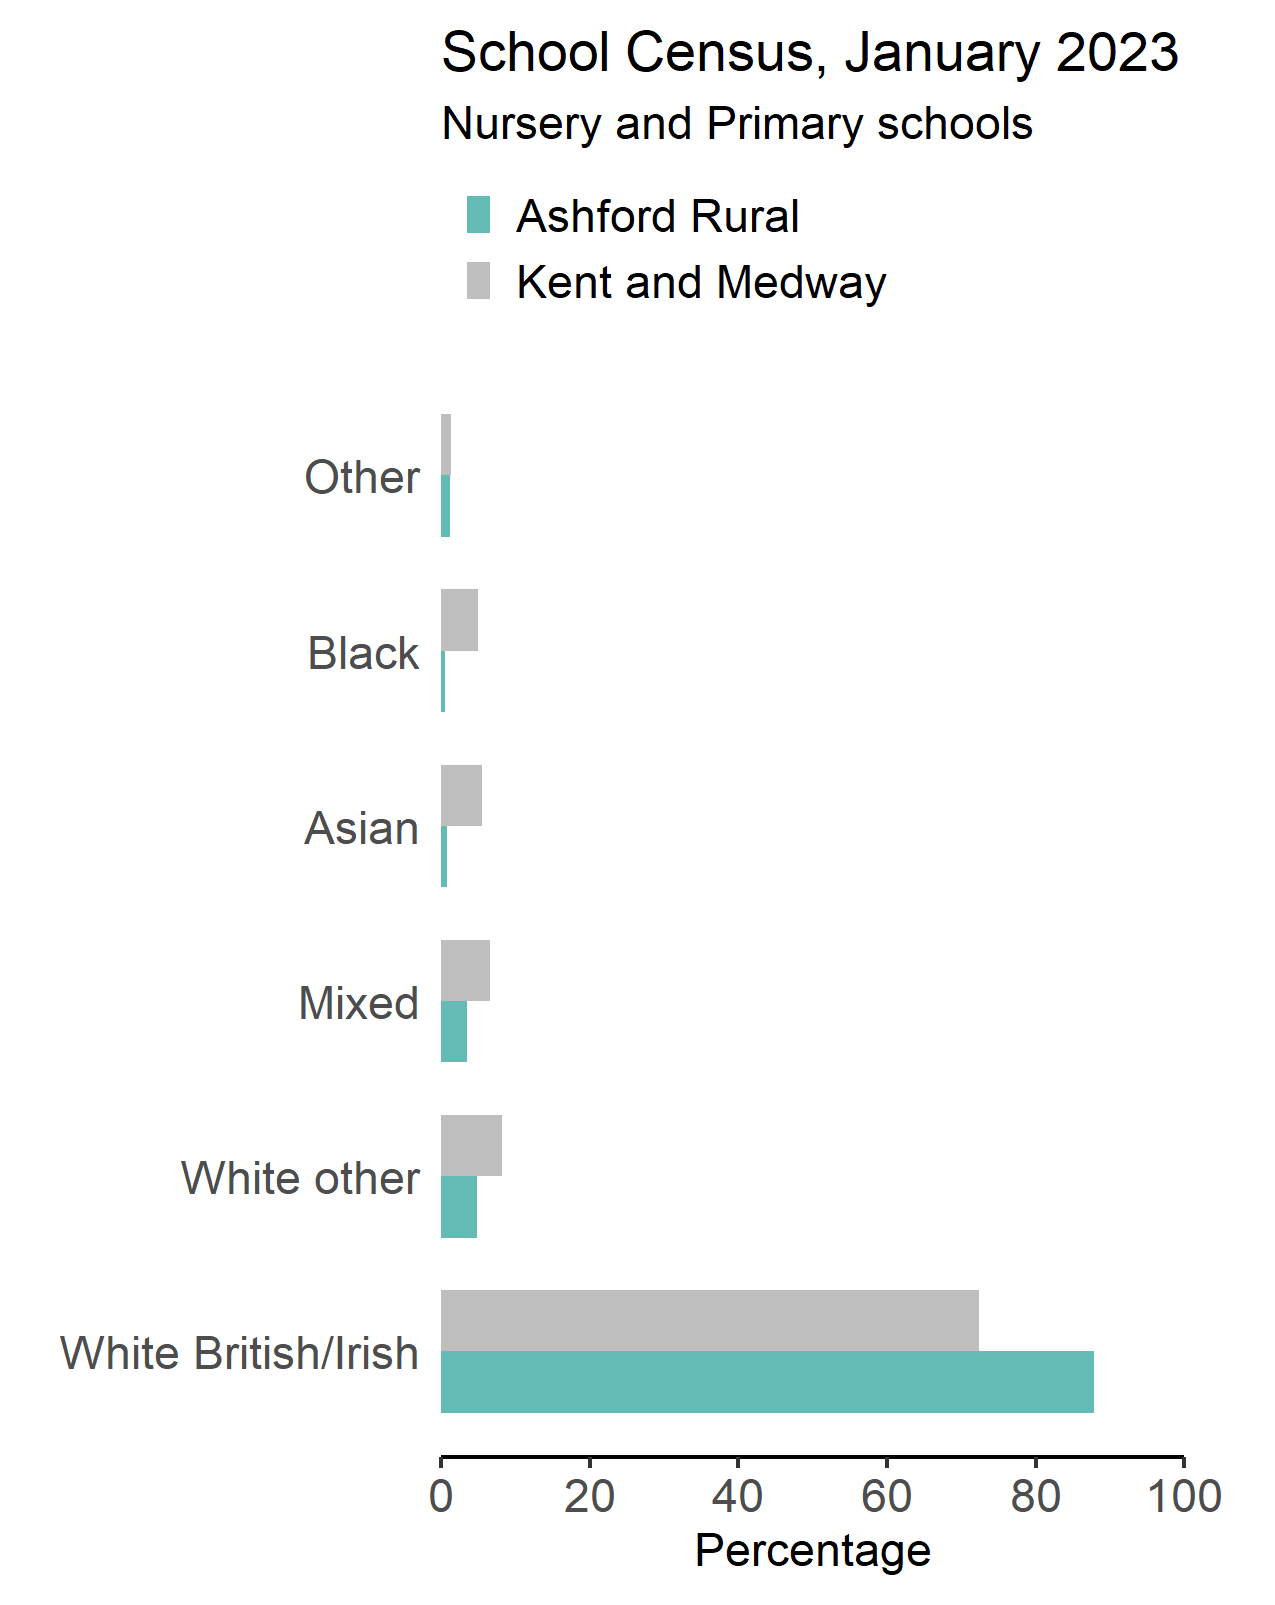 School Census, January 2023
Nursery and Primary schools
Ashford Rural
Kent and Medway
Other
Black
Asian
Mixed
White other
White British/Irish
0 20 40 60 80 100
Percentage